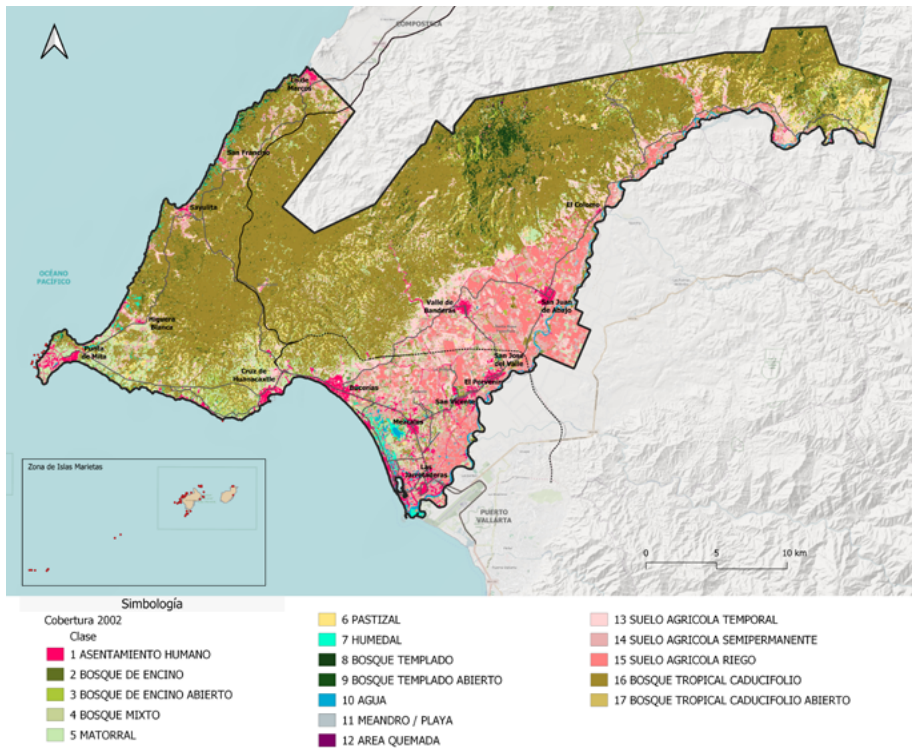 COMPOSTELA
Lo de
Marcos
San Francisco
Sayulita
OCÉANO
PACÍFICO
El Colomo
Valle de
Banderas
San Juan
de Abajo
Higuera
Blanca
Punta
de Mita
San José
del Valle
Cruz de
Huanacaxtle
El Porvenir
Bucerías
San Vicente
Mezcales
Las
Jarretaderas
Zona de Islas Marietas
PUERTO
VALLARTA
0 5 10 km
Simbología
Cobertura 2002
Clase
1 ASENTAMIENTO HUMANO
2 BOSQUE DE ENCINO
3 BOSQUE DE ENCINO ABIERTO
4 BOSQUE MIXTO
5 MATORRAL
6 PASTIZAL
7 HUMEDAL
8 BOSQUE TEMPLADO
9 BOSQUE TEMPLADO ABIERTO
10 AGUA
11 MEANDRO / PLAYA
12 AREA QUEMADA
13 SUELO AGRICOLA TEMPORAL
14 SUELO AGRICOLA SEMIPERMANENTE
15 SUELO AGRICOLA RIEGO
16 BOSQUE TROPICAL CADUCIFOLIO
17 BOSQUE TROPICAL CADUCIFOLIO ABIERTO